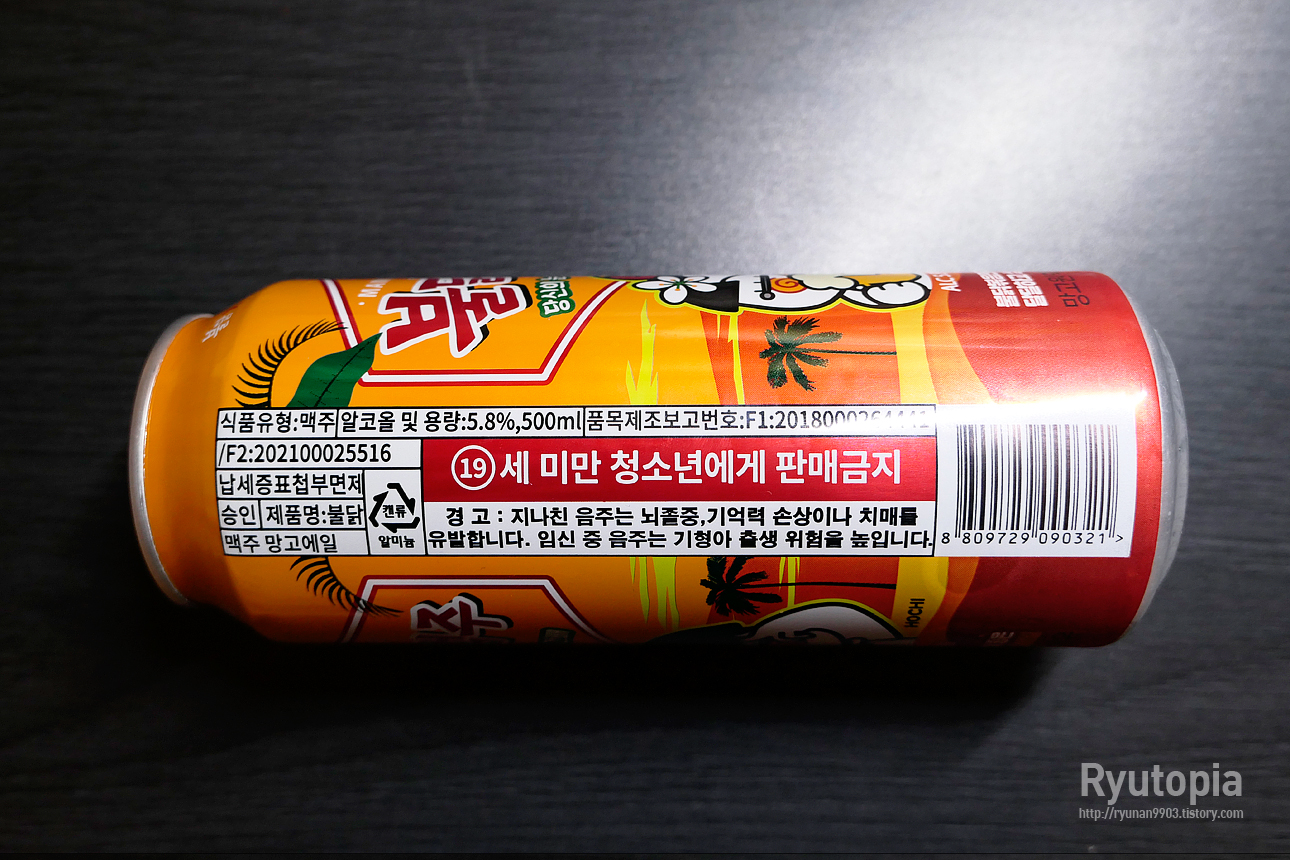 식품유형:맥주 알코올 및 용량:5.8%,500ml 품목제조보고번호:F1:2018000264441
/F2:202100025516
납세증표첩부면제
승인 제품명:불닭
맥주 망고에일
캔류
알미늄
19세 미만 청소년에게 판매금지
경 고 : 지나친 음주는 뇌졸중,기억력 손상이나 치매를
유발합니다. 임신 중 음주는 기형아 출생 위험을 높입니다.
8 809729 090321 >
불
HOCHI
Ryutopia
http://ryunan9903.tistory.com